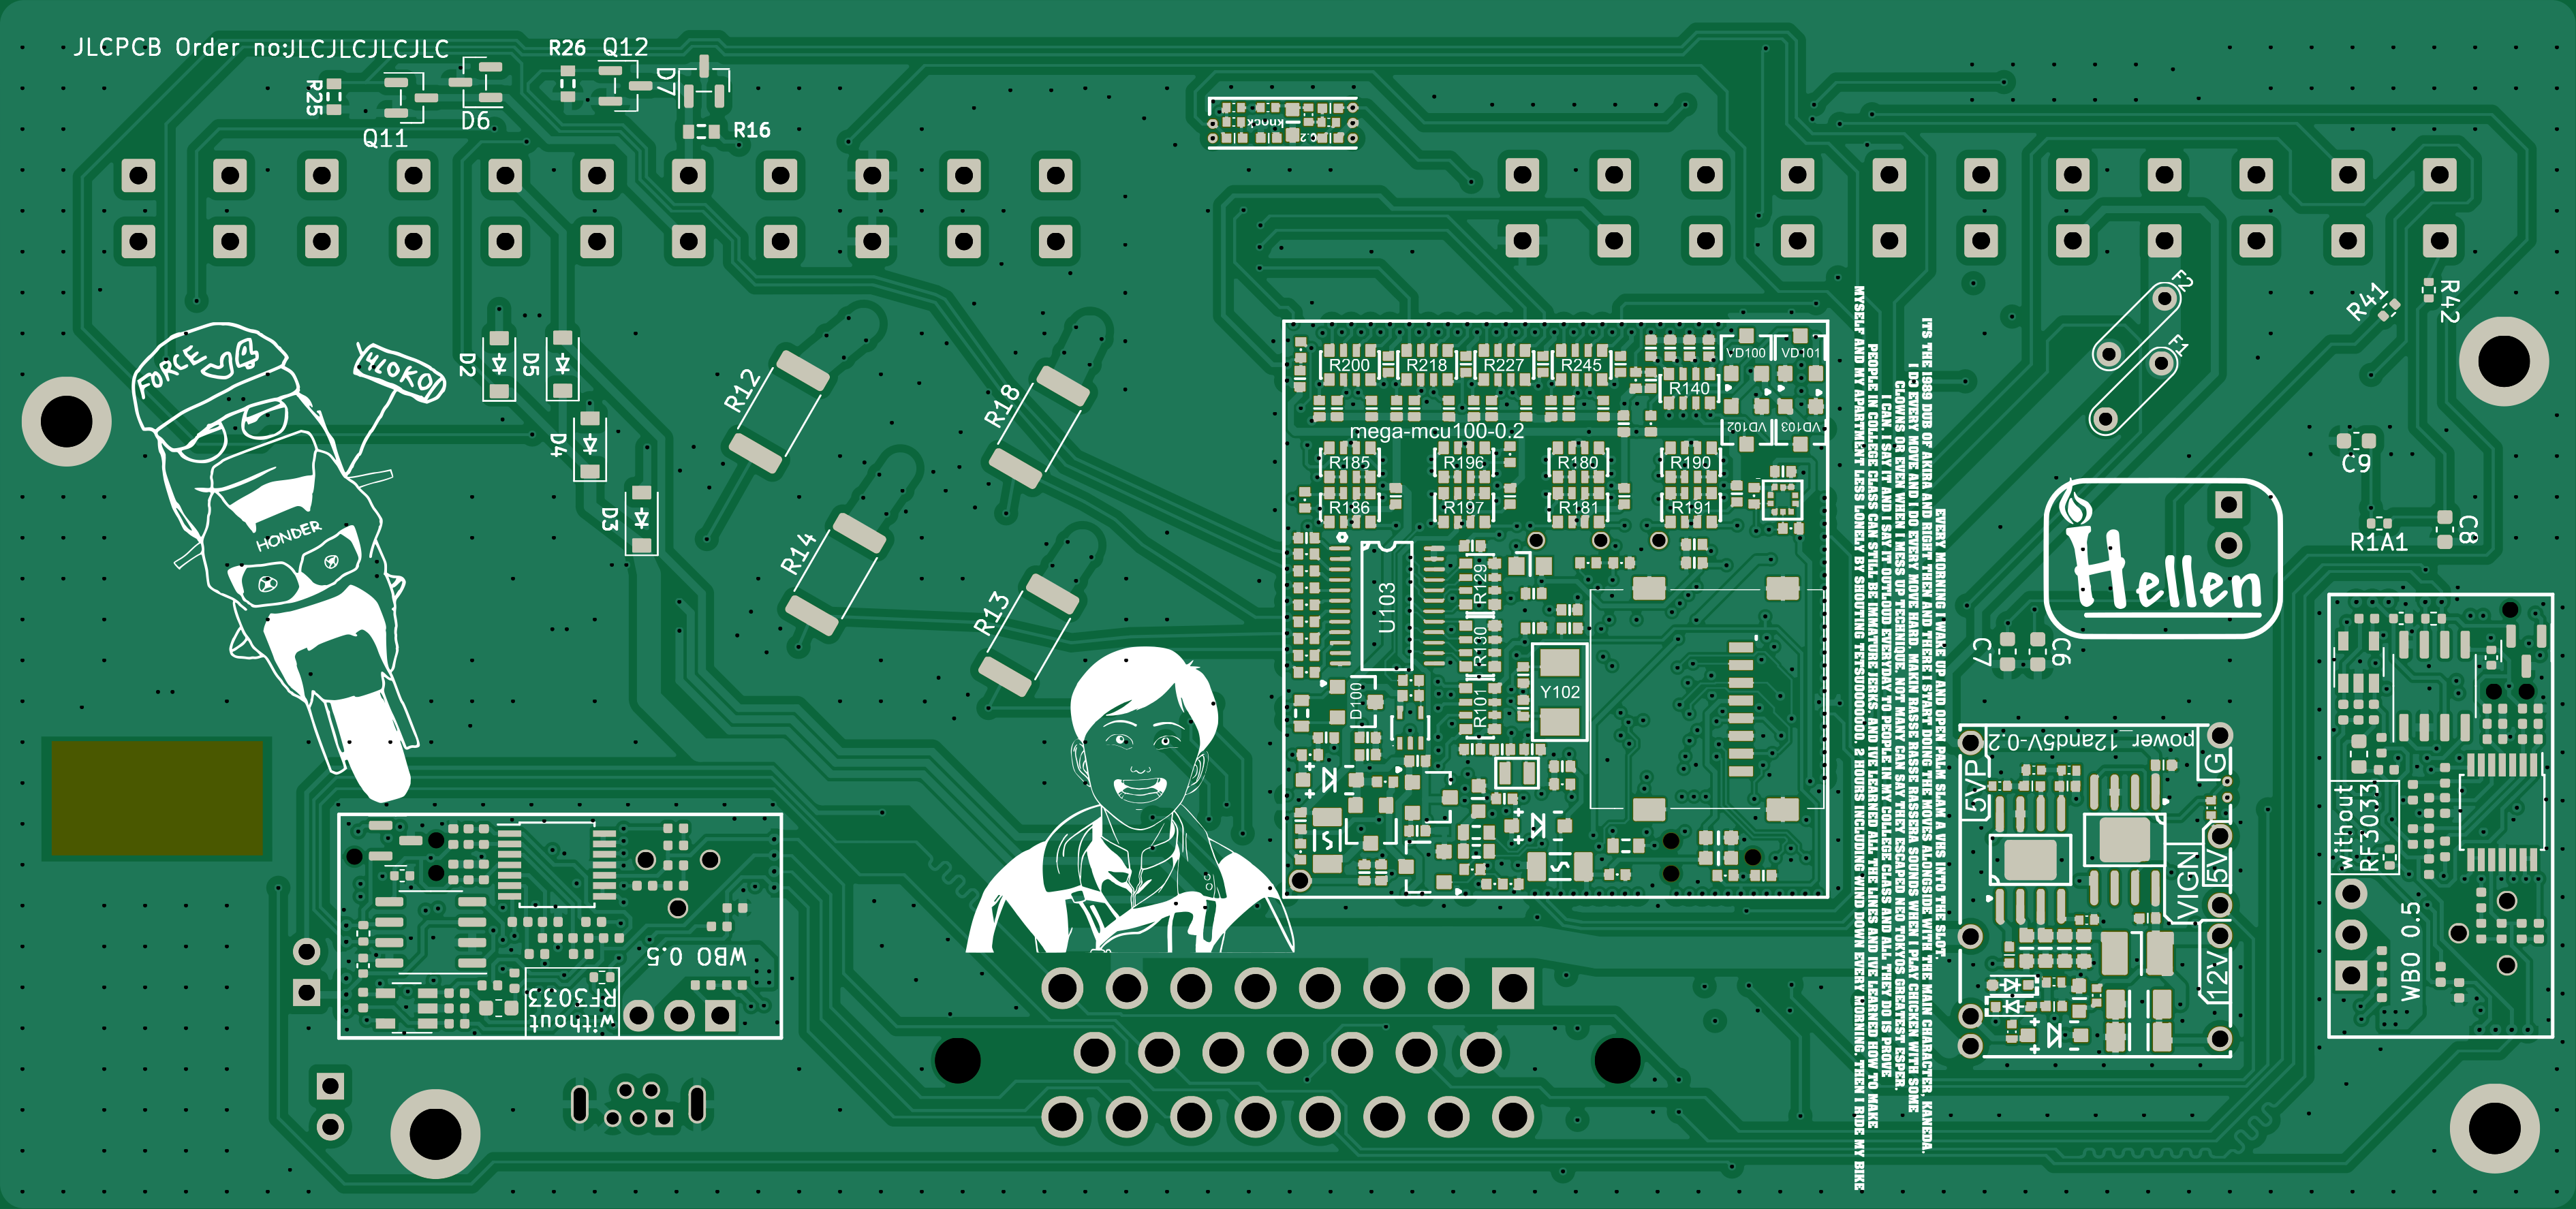 JLCPCB Order no:JLCJLCJLCJLC
R26
Q12
D7
R25
Q11
D6
R16
knock
FORCE J4
HONDER
D2
D5
D4
D3
R12
R18
R14
R13
R200
R218
R227
R245
R140
VD100
VD101
VD102
VD103
mega-mcu100-0.2
R185
R196
R180
R190
R186
R197
R181
R191
U103
R129
R130
R101
D100
Y102
EVERY MORNING I WAKE UP AND OPEN PALM SLAM A VHS INTO THE SLOT.
ITS THE 1989 DUB OF AKIRA AND RIGHT THEN AND THERE I START DOING THE MOVES ALONGSIDE WITH THE MAIN CHARACTER, KANEDA.
I DO EVERY MOVE AND I DO EVERY MOVE HARD. MAKIN RASSE RASSE RASSERA SOUNDS WHEN I PLAY CHICKEN WITH SOME
CLOWNS OR EVEN WHEN I MESS UP TECHNIQUE. NOT MANY CAN SAY THEY ESCAPED NEO TOKYOS GREATEST ESPER.
I CAN. I SAY IT AND I SAY IT OUTLOUD EVERYDAY TO PEOPLE IN MY COLLEGE CLASS AND ALL THEY DO IS PROVE
PEOPLE IN COLLEGE CLASS CAN STILL BE IMMATURE JERKS. AND IVE LEARNED ALL THE LINES AND IVE LEARNED HOW TO MAKE
MYSELF AND MY APARTMENT LESS LONELY BY SHOUTING TETSUOOOOOO. 2 HOURS INCLUDING WIND DOWN EVERY MORNING. THEN I RIDE MY BIKE
F2
F1
R41
R42
C9
C8
R1A1
Hellen
C7
C6
power_12and5V-0.2
5VP
G
5V
VIGN
12V
without
RF3033
WBO 0.5
WBO 0.5
without
RF3033